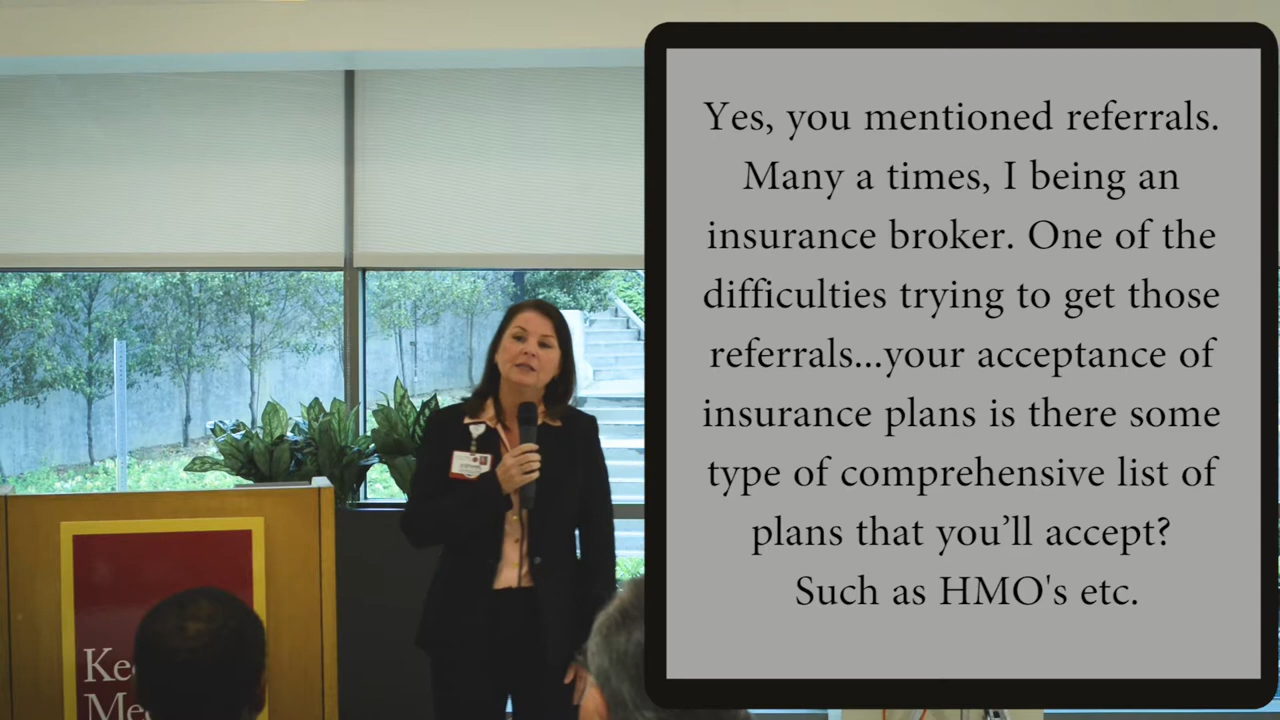 Yes, you mentioned referrals.
Many a times, I being an
insurance broker. One of the
difficulties trying to get those
referrals...your acceptance of
insurance plans is there some
type of comprehensive list of
plans that you'll accept?
Such as HMO's etc.